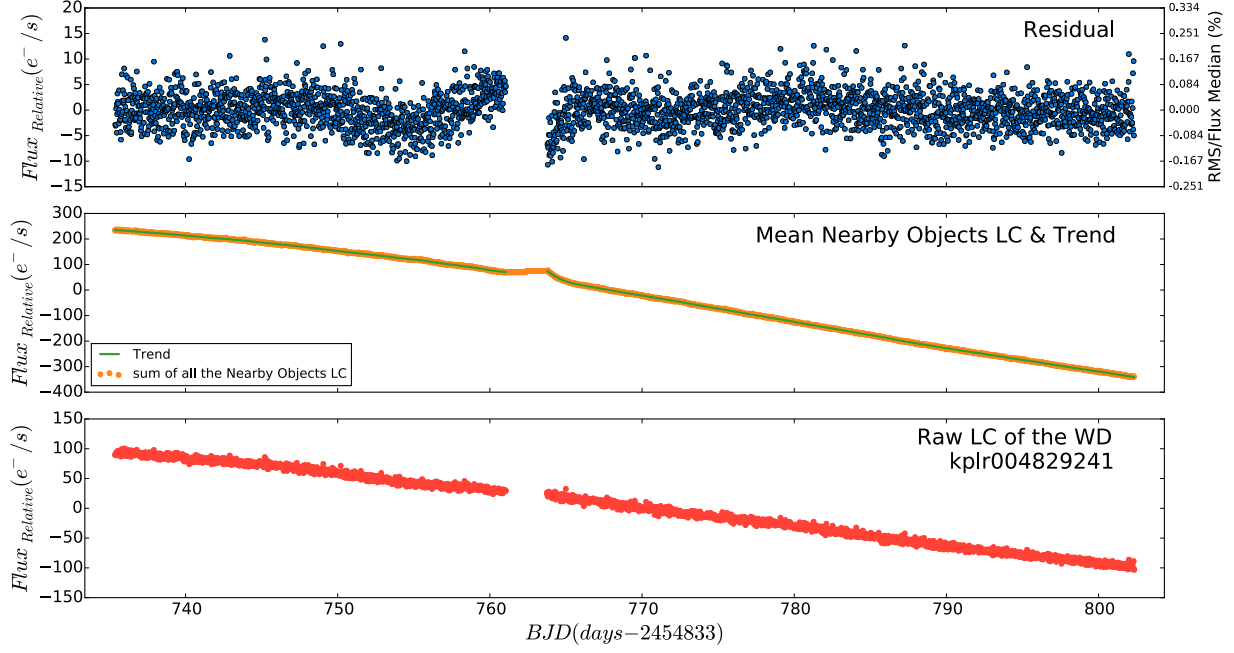 20
15
10
5
0
−5
−10
−15
Flux Relative(e⁻/s)
Residual
0.334
0.251
0.167
0.084
0.000
−0.084
−0.167
−0.251
RMS/Flux Median (%)
300
200
100
0
−100
−200
−300
−400
Flux Relative(e⁻/s)
Mean Nearby Objects LC & Trend
Trend
sum of all the Nearby Objects LC
150
100
50
0
−50
−100
−150
Flux Relative(e⁻/s)
Raw LC of the WD
kplr004829241
740 750 760 770 780 790 800
BJD(days−2454833)